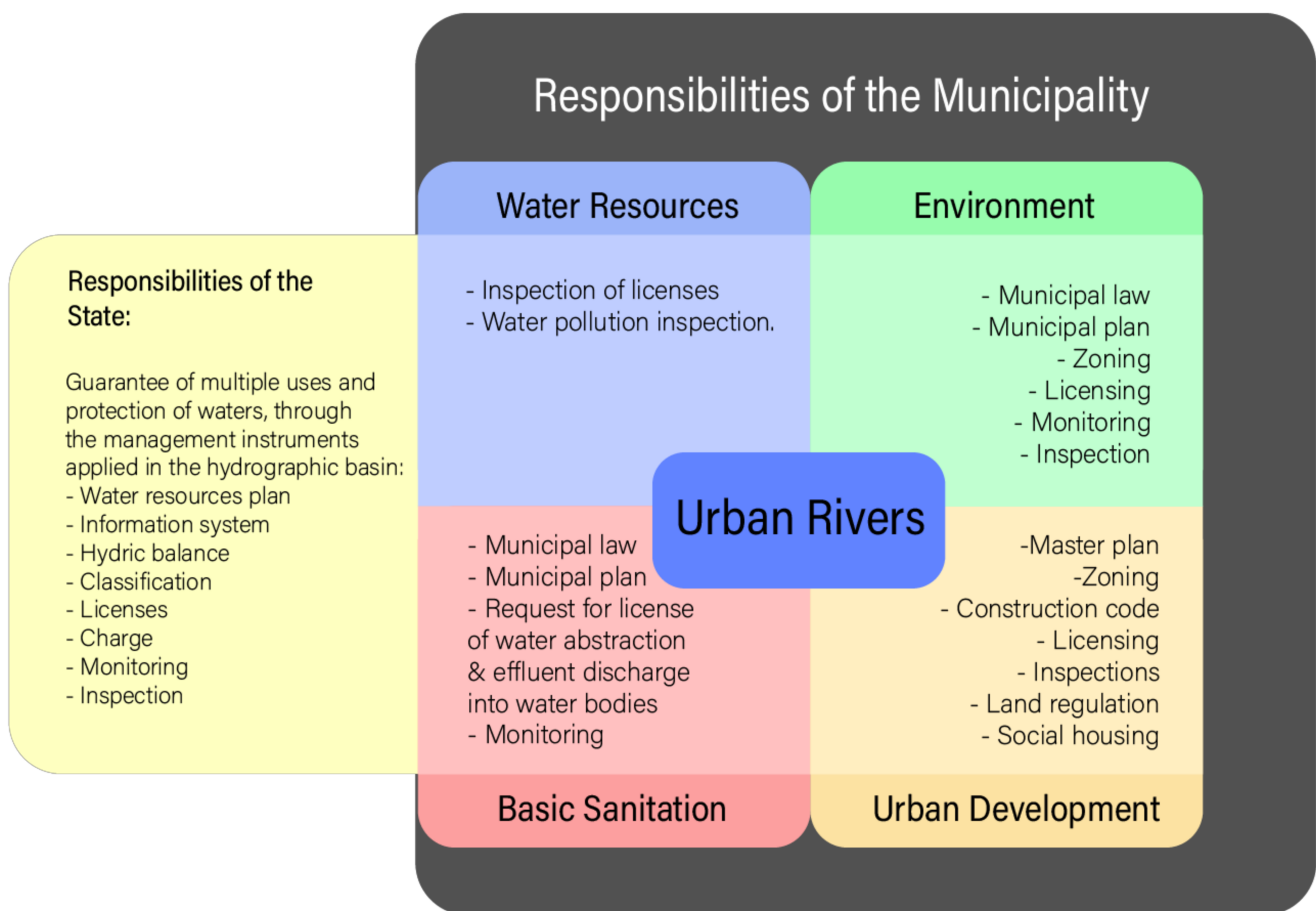 Responsibilities of the Municipality
Water Resources
Environment
Responsibilities of the
State:
Guarantee of multiple uses and
protection of waters, through
the management instruments
applied in the hydrographic basin:
- Water resources plan
- Information system
- Hydric balance
- Classification
- Licenses
- Charge
- Monitoring
- Inspection
- Inspection of licenses
- Water pollution inspection.
- Municipal law
- Municipal plan
- Zoning
- Licensing
- Monitoring
- Inspection
Urban Rivers
- Municipal law
- Municipal plan
- Request for license
of water abstraction
& effluent discharge
into water bodies
- Monitoring
-Master plan
-Zoning
- Construction code
- Licensing
- Inspections
- Land regulation
- Social housing
Basic Sanitation
Urban Development